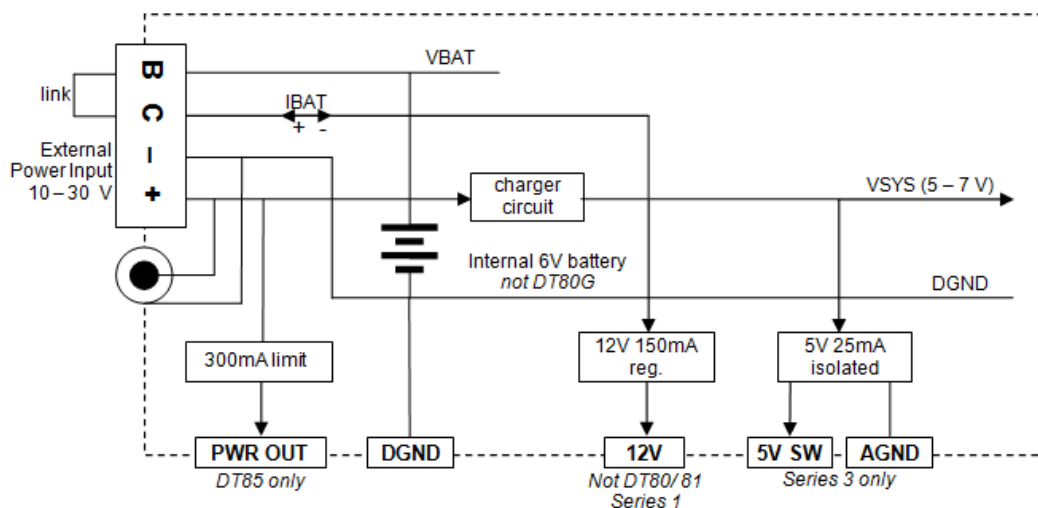 B
VBAT
link
C
IBAT
+ -
External
Power Input
10 – 30 V
–
+
charger
circuit
VSYS (5 – 7 V)
Internal 6V battery
not DT80G
DGND
300mA limit
12V 150mA
reg.
5V 25mA
isolated
PWR OUT
DGND
12V
5V SW
AGND
DT85 only
Not DT80/ 81
Series 1
Series 3 only